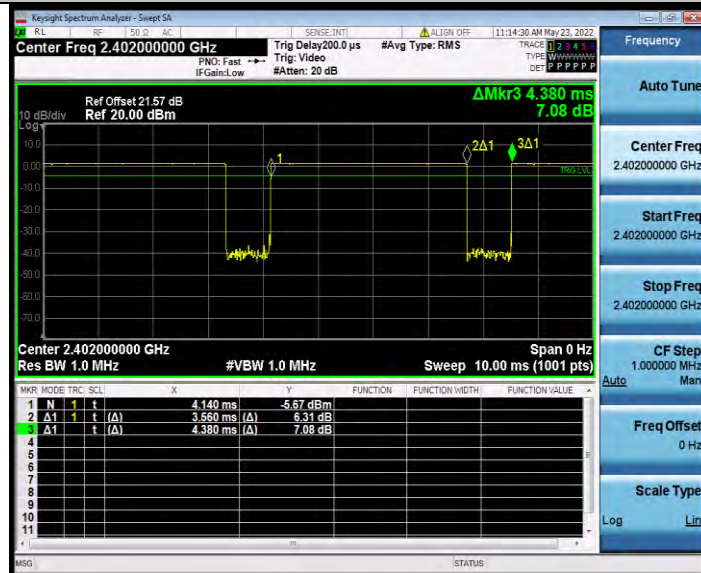 Keysight Spectrum Analyzer - Swept SA
RL RF 50 Ω AC SENSE:INT ALIGN OFF 11:14:30 AM May 23, 2022
Center Freq 2.402000000 GHz
PNO: Fast
IFGain:Low
Trig Delay200.0 µs
Trig: Video
#Atten: 20 dB
#Avg Type: RMS
TRACE 1 2 3 4 5 6
TYPE WWWWWW
DET P P P P P P
ΔMkr3 4.380 ms
7.08 dB
Ref Offset 21.57 dB
10 dB/div Ref 20.00 dBm
Log
10.0
0.00
-10.0
-20.0
-30.0
-40.0
-50.0
-60.0
-70.0
1
2Δ1
3Δ1
TRIG LVL
Center 2.402000000 GHz
Span 0 Hz
Res BW 1.0 MHz
#VBW 1.0 MHz
Sweep 10.00 ms (1001 pts)
MKR MODE TRC SCL X Y FUNCTION FUNCTION WIDTH FUNCTION VALUE
1 N 1 t 4.140 ms -5.67 dBm
2 Δ1 1 t (Δ) 3.560 ms (Δ) 6.31 dB
3 Δ1 t (Δ) 4.380 ms (Δ) 7.08 dB
4
5
6
7
8
9
10
11
MSG
STATUS
Frequency
Auto Tune
Center Freq
2.402000000 GHz
Start Freq
2.402000000 GHz
Stop Freq
2.402000000 GHz
CF Step
1.000000 MHz
Auto Man
Freq Offset
0 Hz
Scale Type
Log Lin